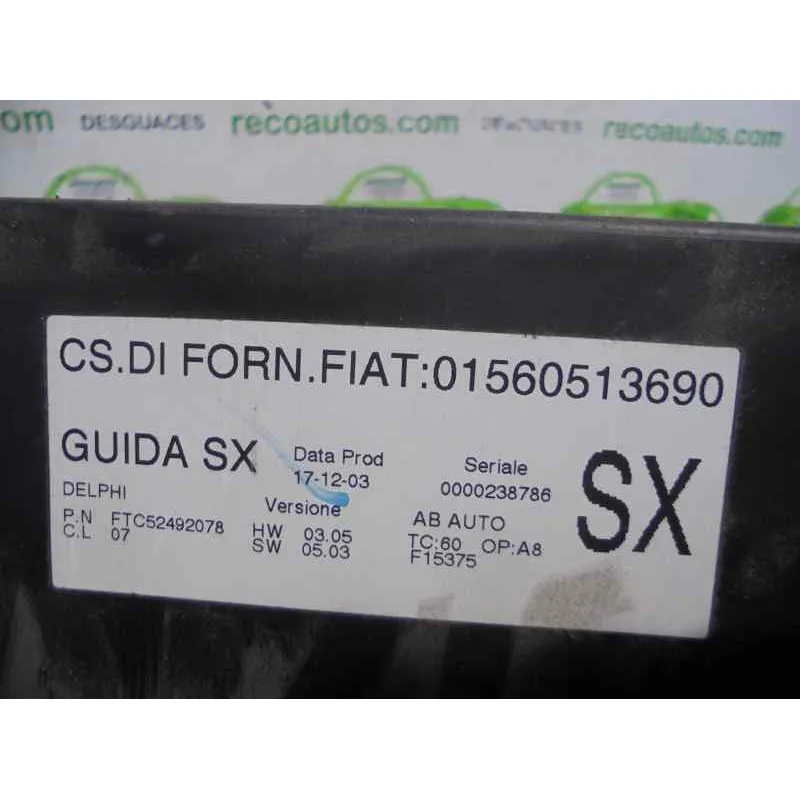 om DESGUACES recoautos.com DESGUACES recoautos.com
CS.DI FORN.FIAT:01560513690
GUIDA SX
Data Prod
17-12-03
Seriale
0000238786
SX
DELPHI
P.N FTC52492078
C.L 07
Versione
HW 03.05
SW 05.03
AB AUTO
TC:60 OP:A8
F15375